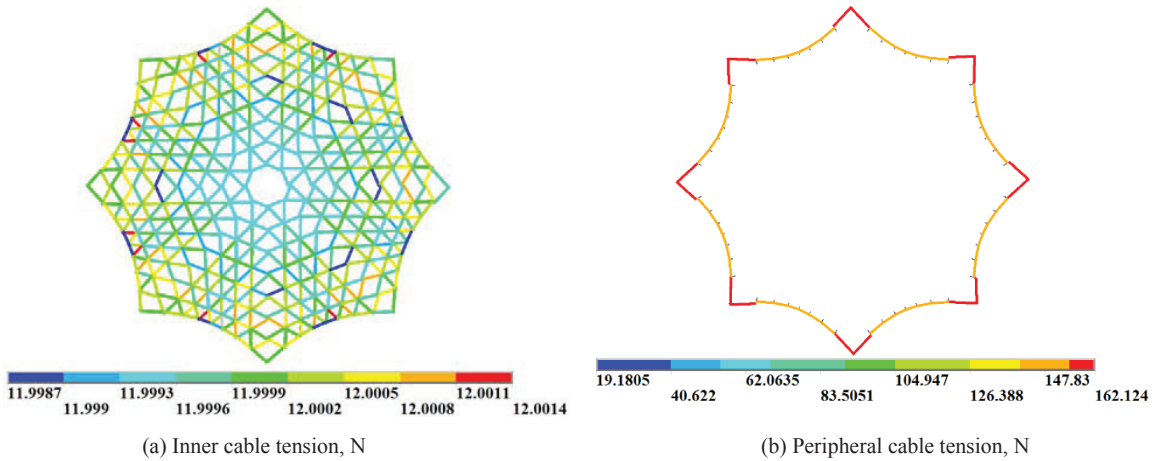 11.9987 11.9993 11.9999 12.0005 12.0011
11.999 11.9996 12.0002 12.0008 12.0014
19.1805 62.0635 104.947 147.83
40.622 83.5051 126.388 162.124
(a) Inner cable tension, N
(b) Peripheral cable tension, N